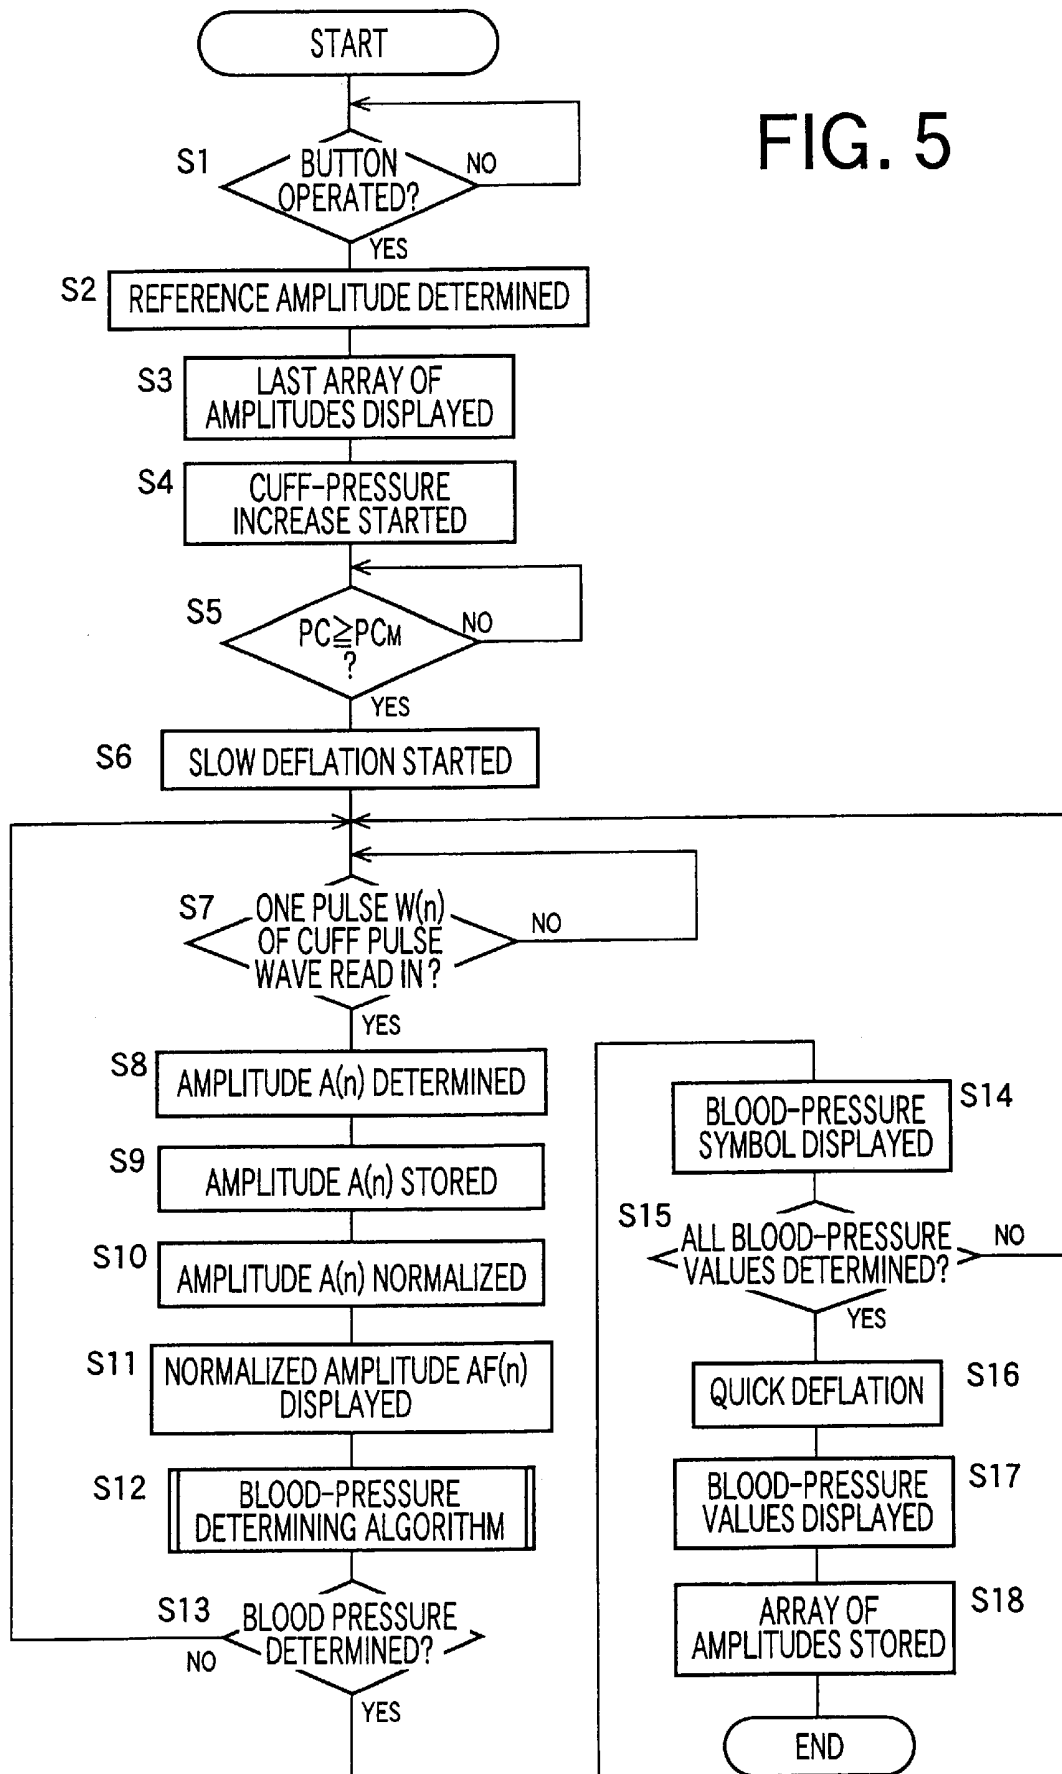 START
FIG. 5
S1
BUTTON
OPERATED?
NO
YES
S2
REFERENCE AMPLITUDE DETERMINED
S3
LAST ARRAY OF
AMPLITUDES DISPLAYED
S4
CUFF-PRESSURE
INCREASE STARTED
S5
PC≧PCM
?
NO
YES
S6
SLOW DEFLATION STARTED
S7
ONE PULSE W(n)
OF CUFF PULSE
WAVE READ IN?
NO
YES
S8
AMPLITUDE A(n) DETERMINED
S9
AMPLITUDE A(n) STORED
S10
AMPLITUDE A(n) NORMALIZED
S11
NORMALIZED AMPLITUDE AF(n)
DISPLAYED
S12
BLOOD-PRESSURE
DETERMINING ALGORITHM
S13
BLOOD PRESSURE
DETERMINED?
NO
YES
S14
BLOOD-PRESSURE
SYMBOL DISPLAYED
S15
ALL BLOOD-PRESSURE
VALUES DETERMINED?
NO
YES
S16
QUICK DEFLATION
S17
BLOOD-PRESSURE
VALUES DISPLAYED
S18
ARRAY OF
AMPLITUDES STORED
END